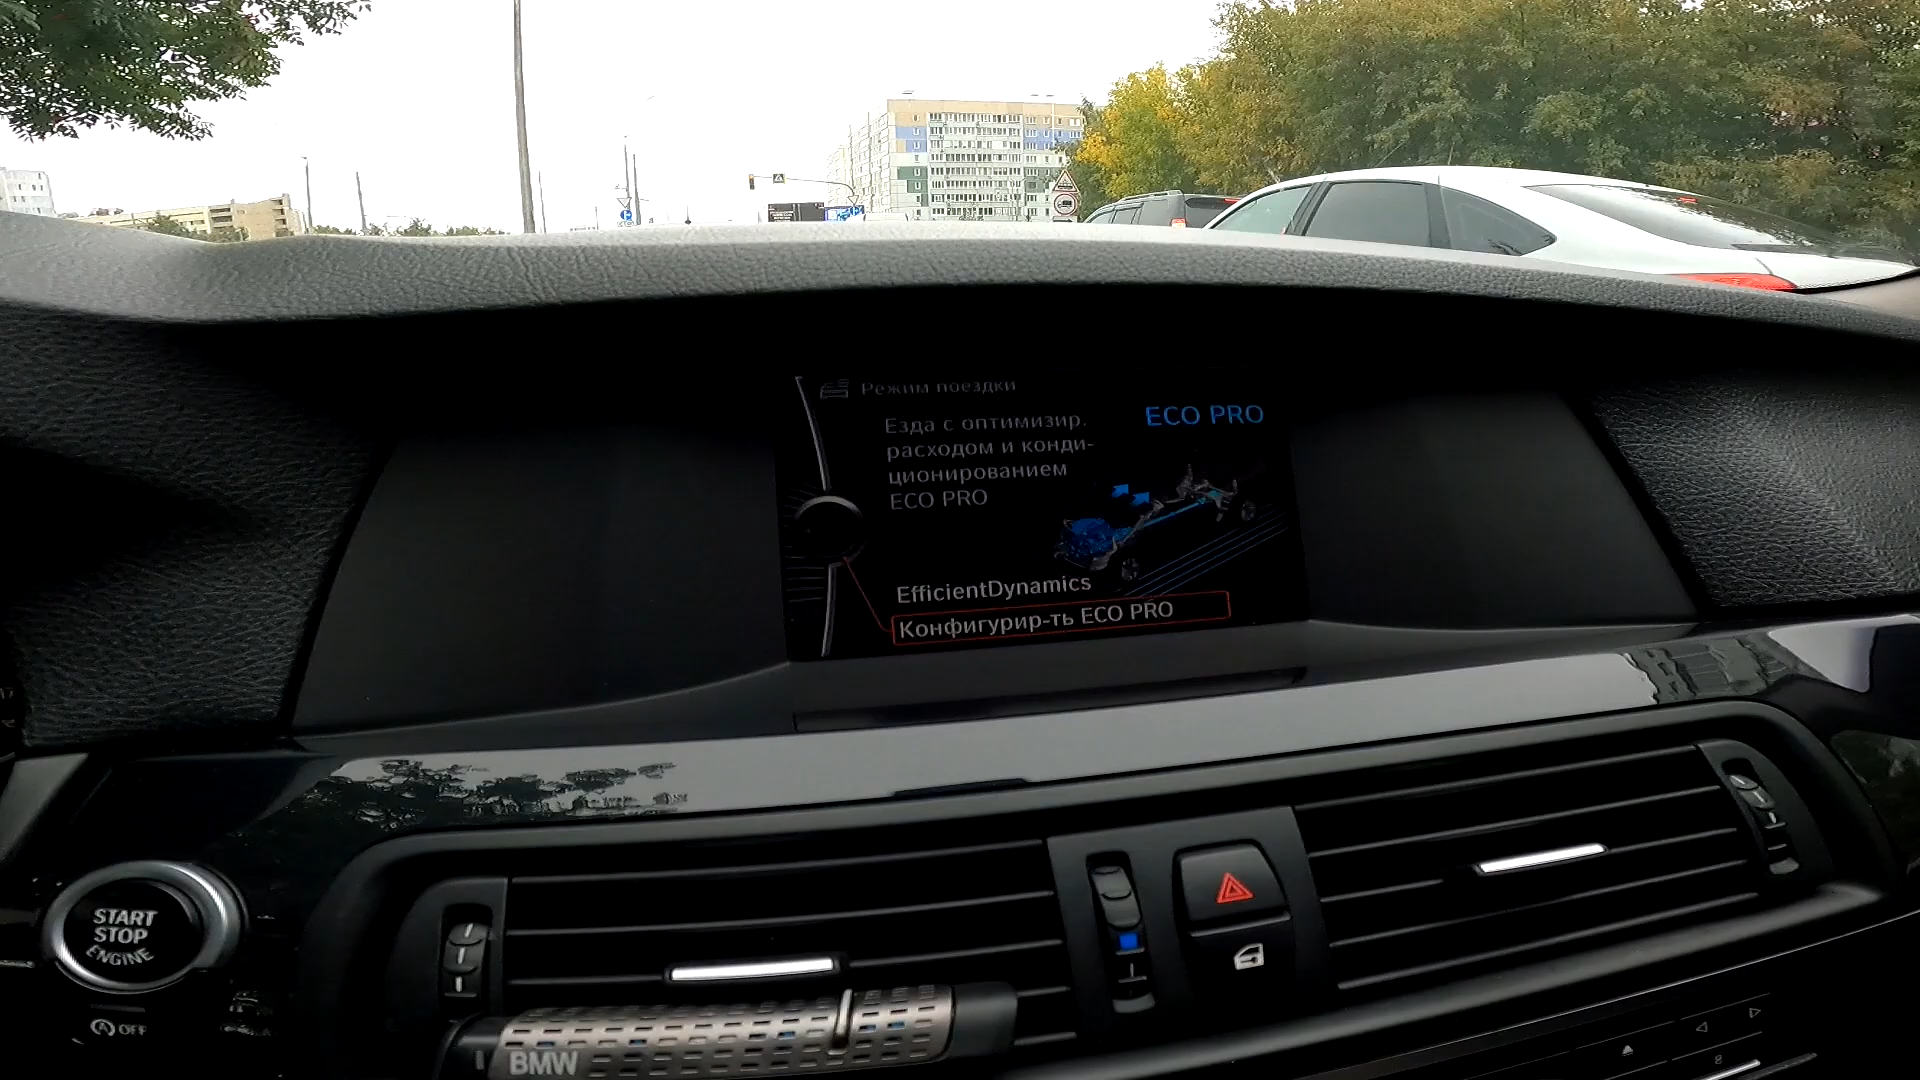 Режим поездки
Езда с оптимизир.
расходом и конди-
ционированием
ECO PRO
ECO PRO
EfficientDynamics
Конфигурир-ть ECO PRO
START
STOP
ENGINE
OFF
BMW
8